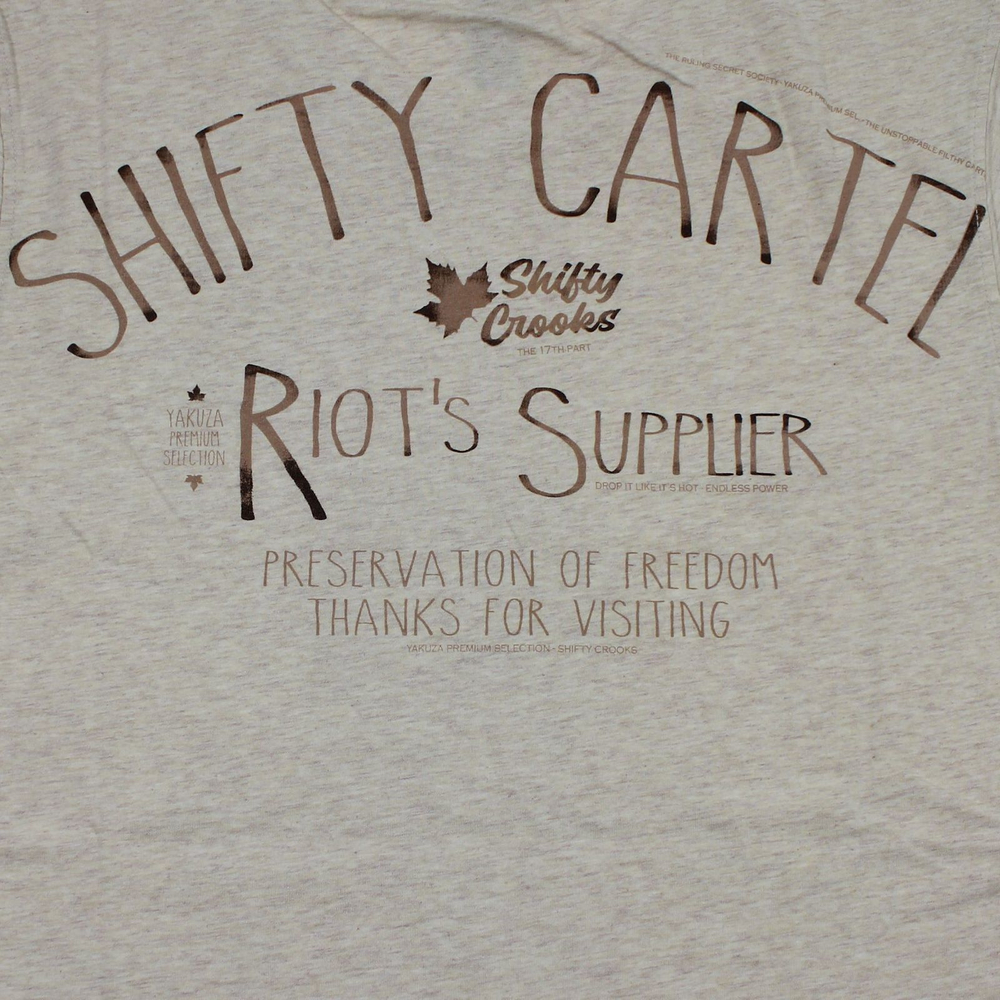 THE RULING SECRET SOCIETY - YAKUZA PREMIUM SEL. - THE UNSTOPPABLE FILTHY
SHIFTY CARTEL
Shifty
Crooks
THE 17TH PART
RIOT'S SUPPLIER
YAKUZA
PREMIUM
SELECTION
DROP IT LIKE IT'S HOT - ENDLESS POWER
PRESERVATION OF FREEDOM
THANKS FOR VISITING
YAKUZA PREMIUM SELECTION - SHIFTY CROOKS